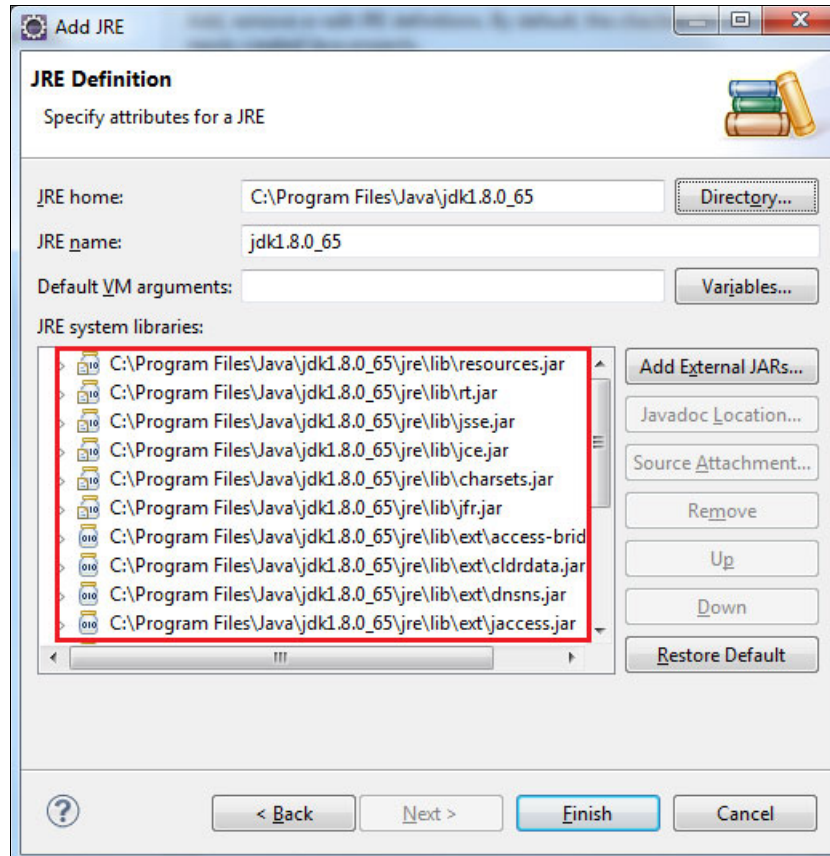 Add JRE
JRE Definition
Specify attributes for a JRE
JRE home: C:\Program Files\Java\jdk1.8.0_65 Directory...
JRE name: jdk1.8.0_65
Default VM arguments: Variables...
JRE system libraries:
C:\Program Files\Java\jdk1.8.0_65\jre\lib\resources.jar
C:\Program Files\Java\jdk1.8.0_65\jre\lib\rt.jar
C:\Program Files\Java\jdk1.8.0_65\jre\lib\jsse.jar
C:\Program Files\Java\jdk1.8.0_65\jre\lib\jce.jar
C:\Program Files\Java\jdk1.8.0_65\jre\lib\charsets.jar
C:\Program Files\Java\jdk1.8.0_65\jre\lib\jfr.jar
C:\Program Files\Java\jdk1.8.0_65\jre\lib\ext\access-brid
C:\Program Files\Java\jdk1.8.0_65\jre\lib\ext\cldrdata.jar
C:\Program Files\Java\jdk1.8.0_65\jre\lib\ext\dnsns.jar
C:\Program Files\Java\jdk1.8.0_65\jre\lib\ext\jaccess.jar
Add External JARs...
Javadoc Location...
Source Attachment...
Remove
Up
Down
Restore Default
? < Back Next > Finish Cancel